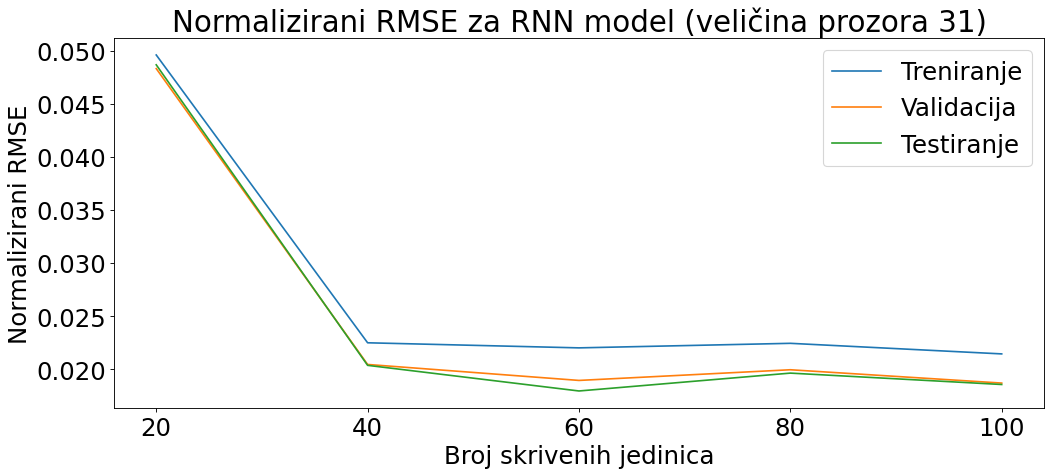 Normalizirani RMSE za RNN model (veličina prozora 31)
Treniranje
Validacija
Testiranje
Normalizirani RMSE
0.050
0.045
0.040
0.035
0.030
0.025
0.020
20 40 60 80 100
Broj skrivenih jedinica